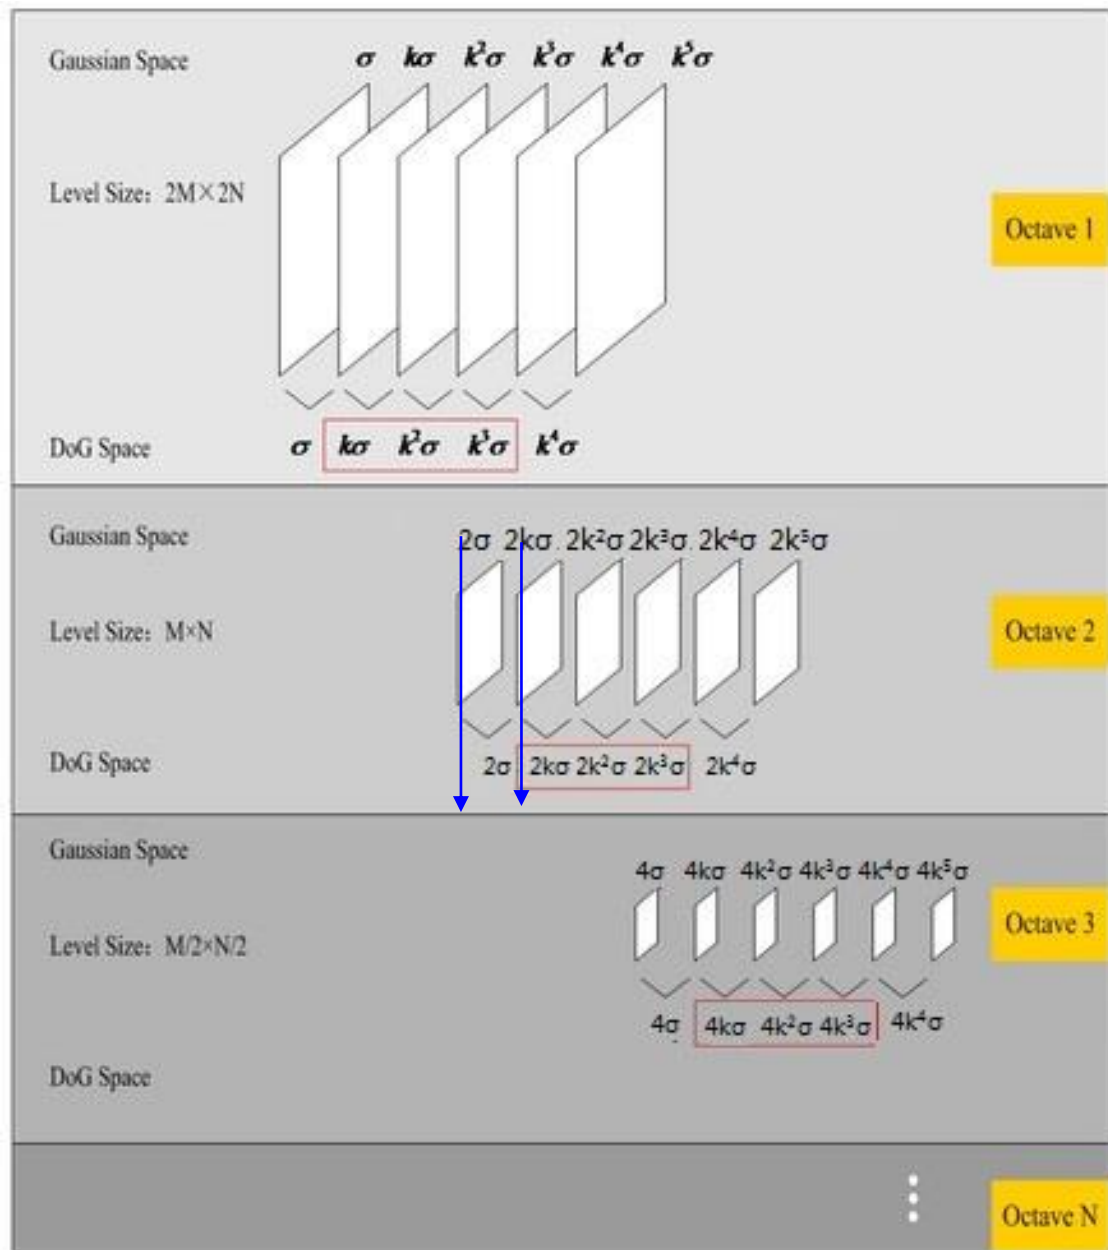 Gaussian Space σ kσ k²σ k³σ k⁴σ k⁵σ
Level Size: 2M×2N
Octave 1
DoG Space σ kσ k²σ k³σ k⁴σ
Gaussian Space 2σ 2kσ 2k²σ 2k³σ 2k⁴σ 2k⁵σ
Level Size: M×N
Octave 2
DoG Space 2σ 2kσ 2k²σ 2k³σ 2k⁴σ
Gaussian Space
4σ 4kσ 4k²σ 4k³σ 4k⁴σ 4k⁵σ
Octave 3
Level Size: M/2×N/2
4σ 4kσ 4k²σ 4k³σ 4k⁴σ
DoG Space
Octave N